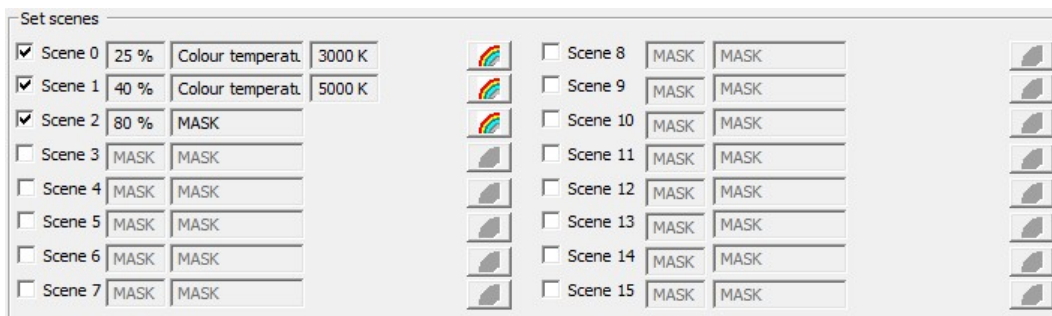 Set scenes
Scene 0 25 % Colour temperatu 3000 K
Scene 1 40 % Colour temperatu 5000 K
Scene 2 80 % MASK
Scene 3 MASK MASK
Scene 4 MASK MASK
Scene 5 MASK MASK
Scene 6 MASK MASK
Scene 7 MASK MASK
Scene 8 MASK MASK
Scene 9 MASK MASK
Scene 10 MASK MASK
Scene 11 MASK MASK
Scene 12 MASK MASK
Scene 13 MASK MASK
Scene 14 MASK MASK
Scene 15 MASK MASK